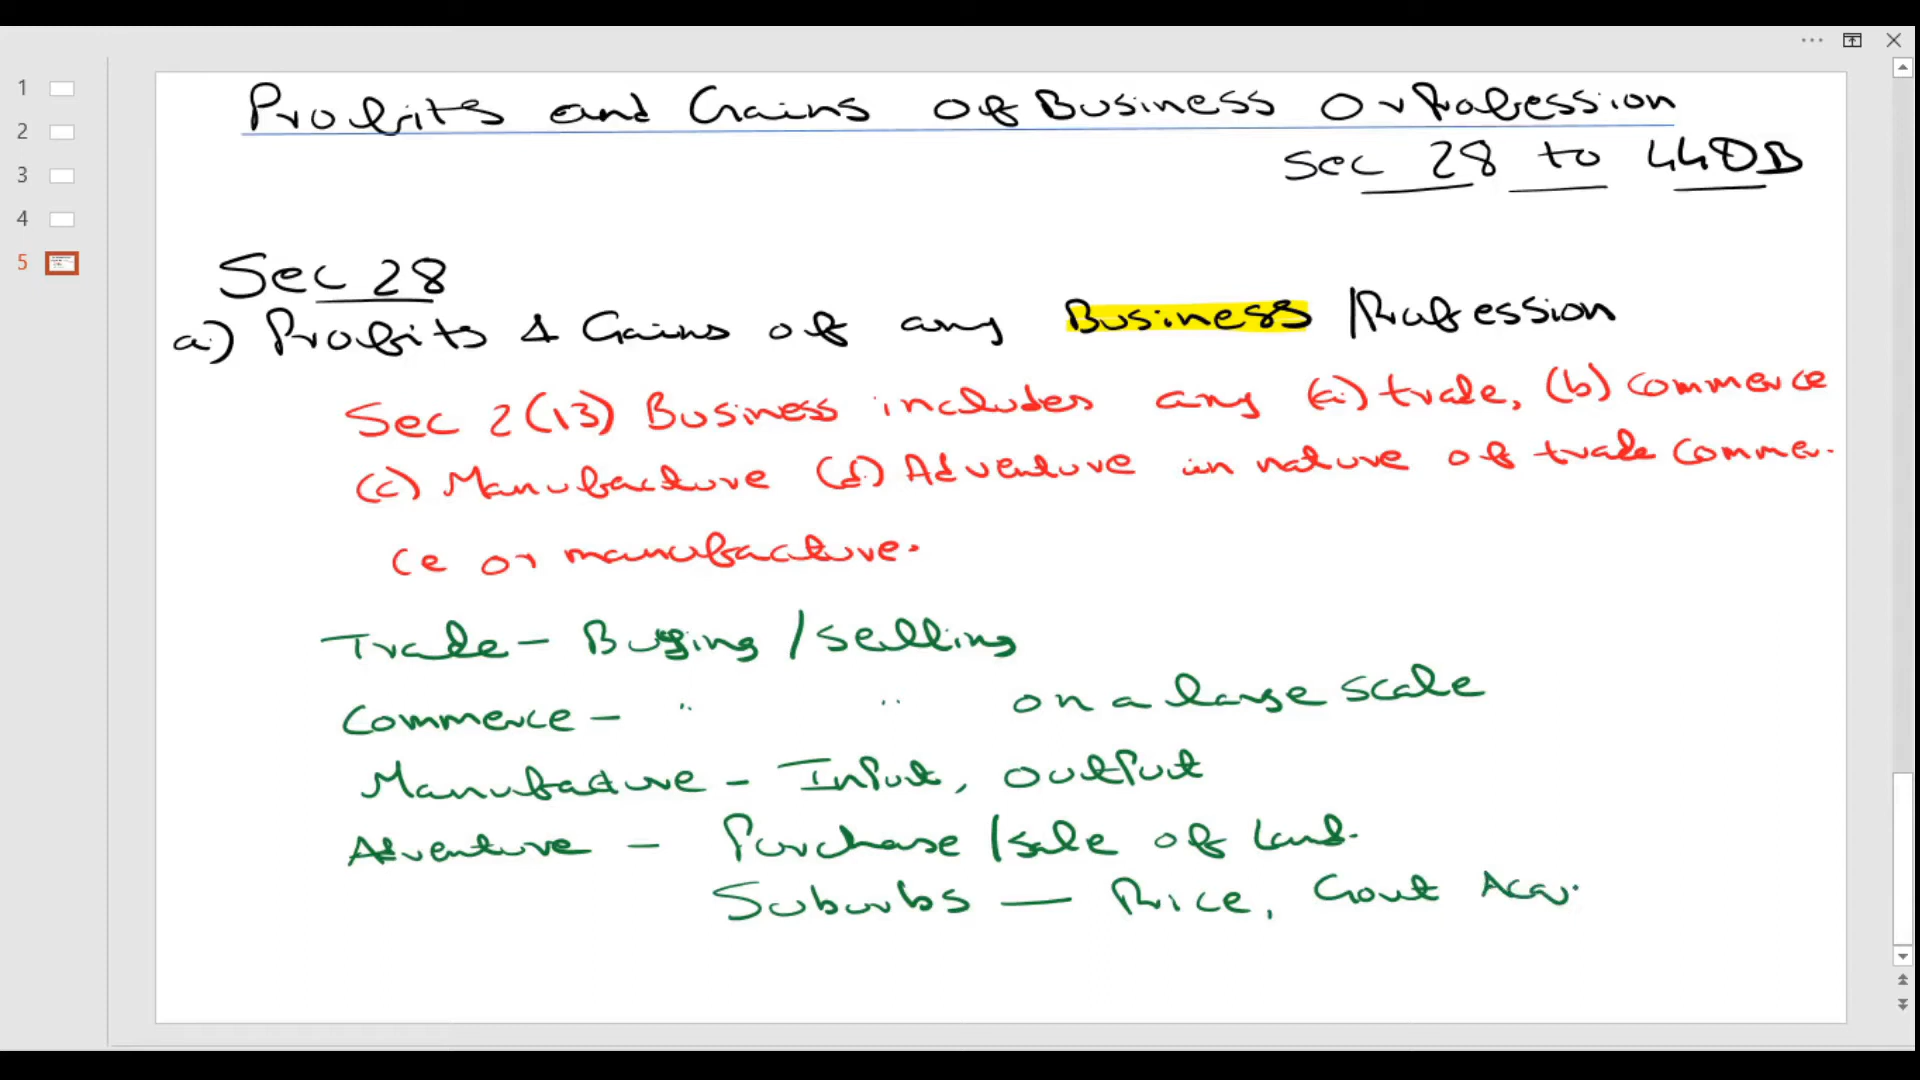 Profits and Gains of Business or Profession
Sec 28 to 44DB
Sec 28
a) Profits & Gains of any Business / Profession
Sec 2(13) Business includes any (a) trade, (b) commerce
(c) Manufacture (d) Adventure in nature of trade commer-
ce or manufacture.
Trade - Buying / Selling
Commerce - " " on a large scale
Manufacture - Input, output
Adventure - Purchase / sale of Land.
Suburbs — Price, Govt Acq.
1
2
3
4
5